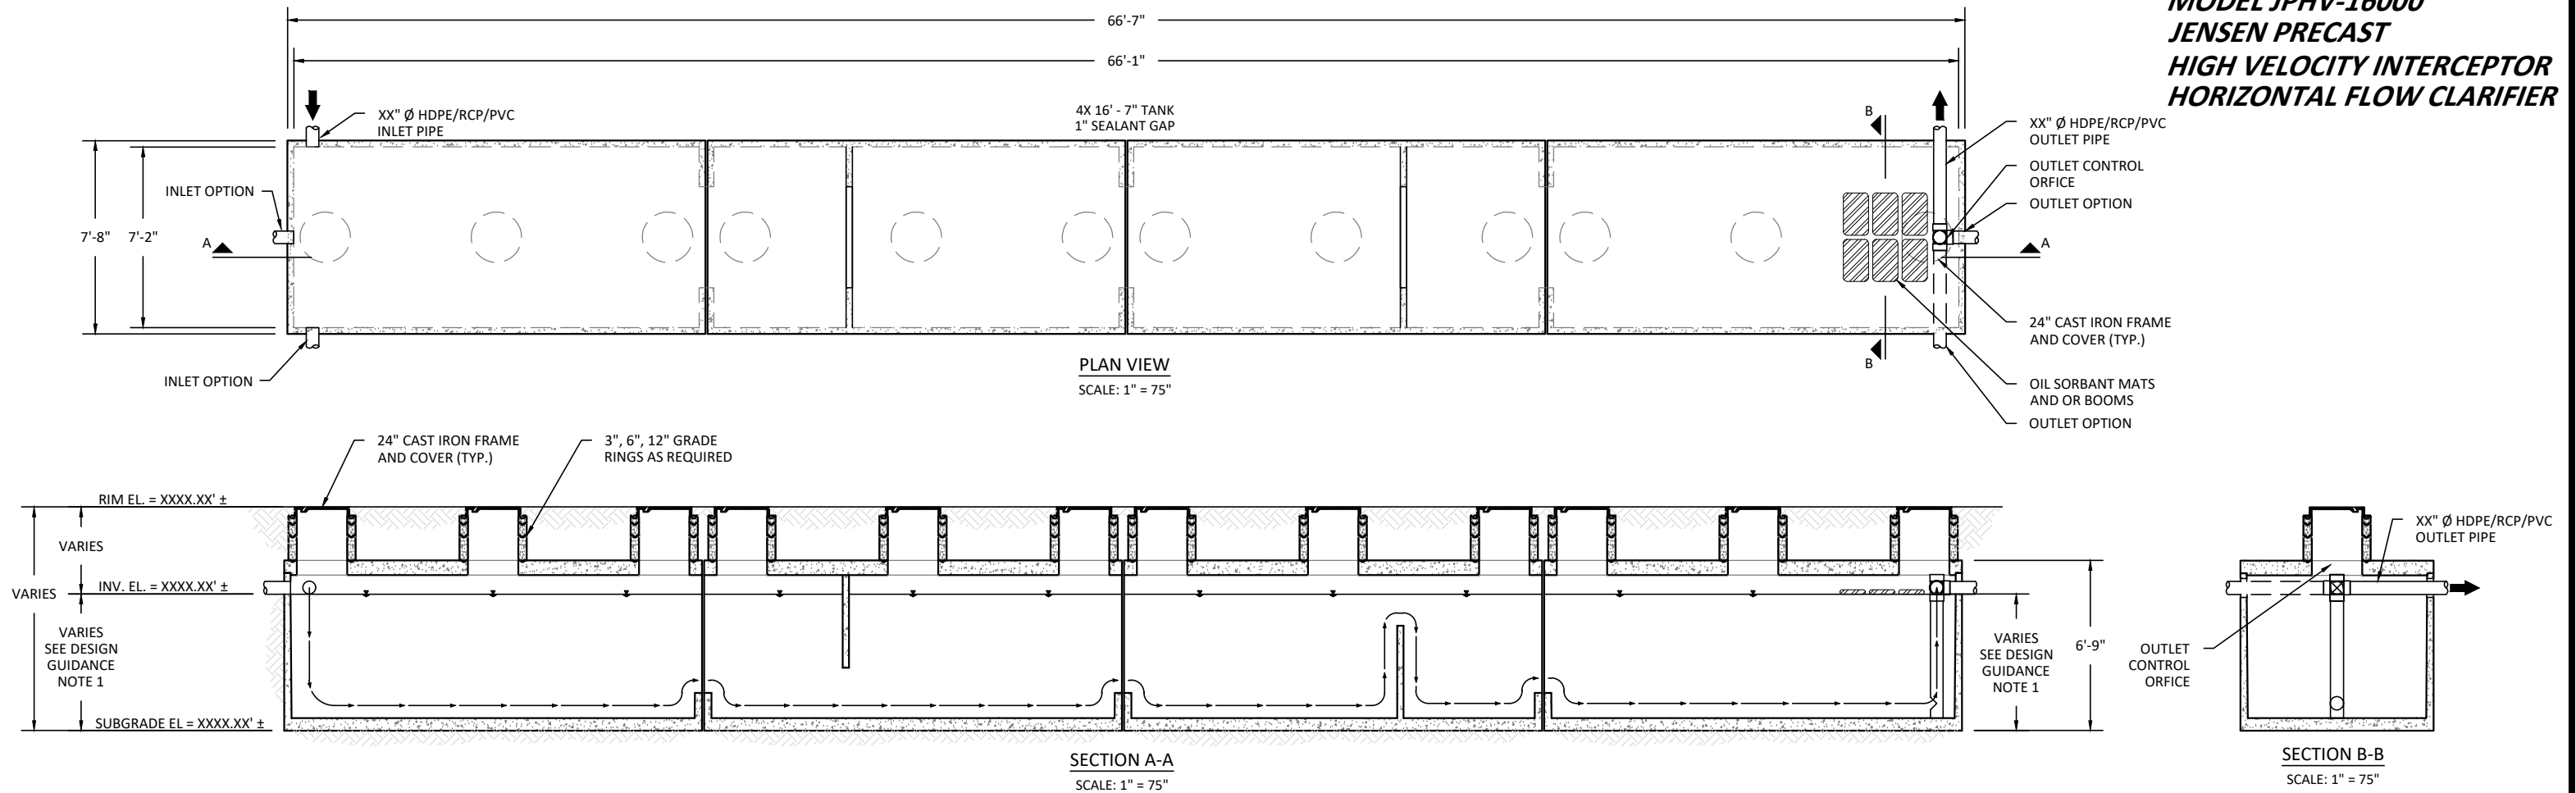 MODEL JPHV-16000
JENSEN PRECAST
HIGH VELOCITY INTERCEPTOR
HORIZONTAL FLOW CLARIFIER
66'-7"
66'-1"
XX" Ø HDPE/RCP/PVC
INLET PIPE
4X 16' - 7" TANK
1" SEALANT GAP
B
XX" Ø HDPE/RCP/PVC
OUTLET PIPE
OUTLET CONTROL
ORFICE
OUTLET OPTION
INLET OPTION
7'-8"
7'-2"
A
A
24" CAST IRON FRAME
AND COVER (TYP.)
B
INLET OPTION
OIL SORBANT MATS
AND OR BOOMS
OUTLET OPTION
PLAN VIEW
SCALE: 1" = 75"
24" CAST IRON FRAME
AND COVER (TYP.)
3", 6", 12" GRADE
RINGS AS REQUIRED
RIM EL. = XXXX.XX' ±
VARIES
INV. EL. = XXXX.XX' ±
VARIES
VARIES
SEE DESIGN
GUIDANCE
NOTE 1
SUBGRADE EL = XXXX.XX' ±
VARIES
SEE DESIGN
GUIDANCE
NOTE 1
6'-9"
SECTION A-A
SCALE: 1" = 75"
XX" Ø HDPE/RCP/PVC
OUTLET PIPE
OUTLET
CONTROL
ORFICE
SECTION B-B
SCALE: 1" = 75"